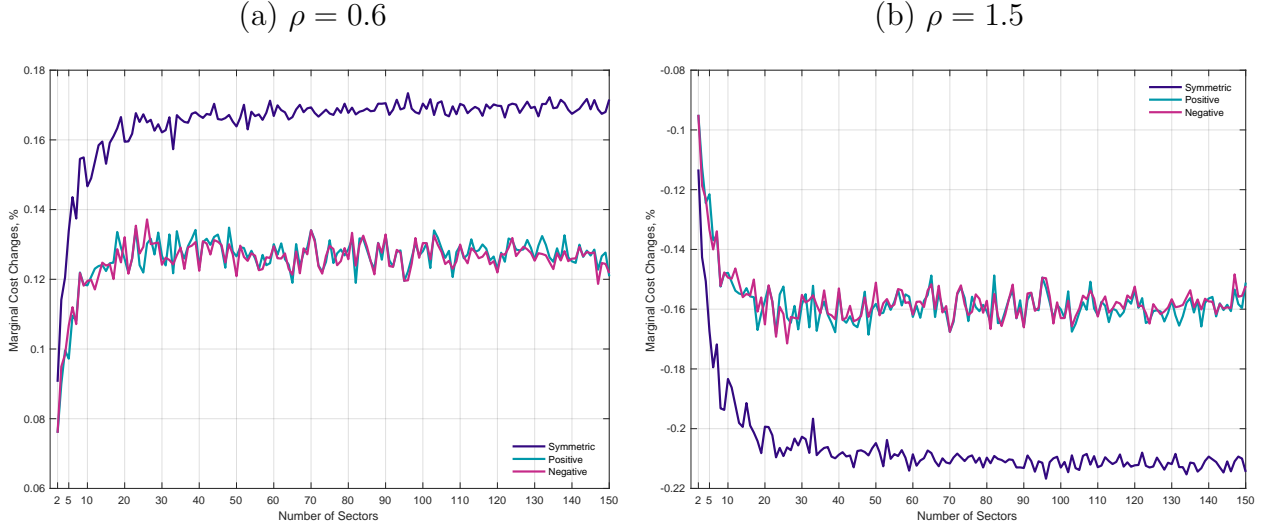 (a) ρ = 0.6
0.18
0.16
0.14
0.12
0.1
0.08
0.06
Marginal Cost Changes, %
Symmetric
Positive
Negative
2 5 10 20 30 40 50 60 70 80 90 100 110 120 130 140 150
Number of Sectors
(b) ρ = 1.5
-0.08
-0.1
-0.12
-0.14
-0.16
-0.18
-0.2
-0.22
Marginal Cost Changes, %
Symmetric
Positive
Negative
2 5 10 20 30 40 50 60 70 80 90 100 110 120 130 140 150
Number of Sectors